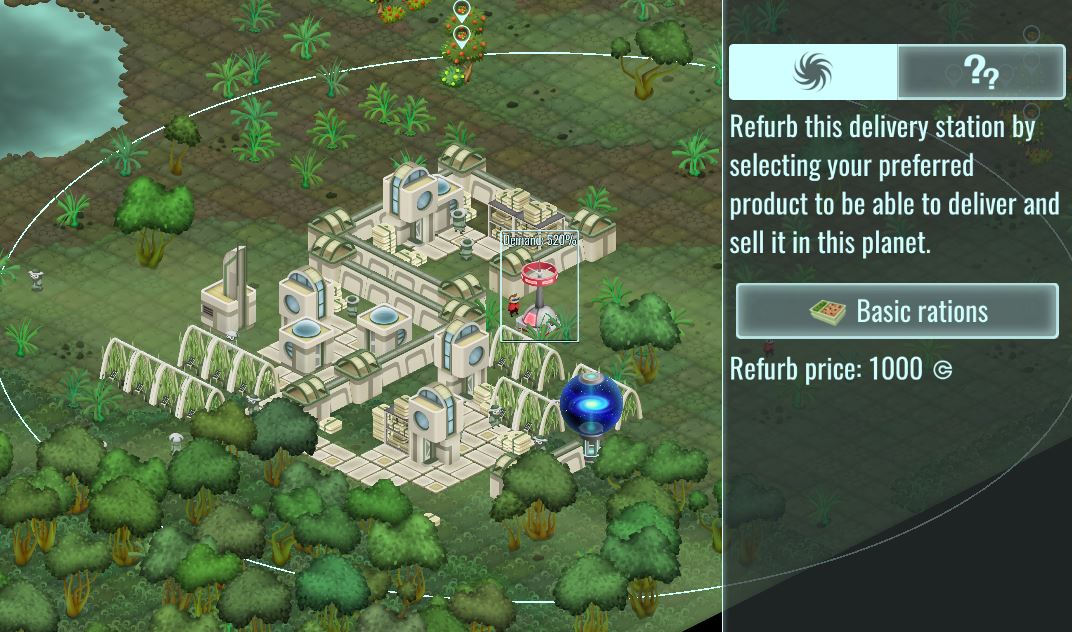 ??
Refurb this delivery station by
selecting your preferred
product to be able to deliver and
sell it in this planet.
Demand: 520%
Basic rations
Refurb price: 1000